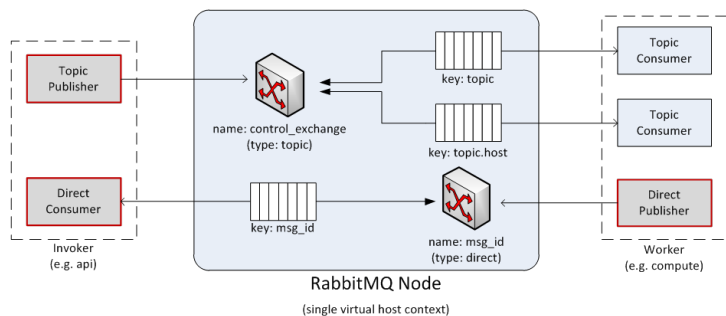 Topic
Publisher
name: control_exchange
(type: topic)
key: topic
Topic
Consumer
key: topic.host
Topic
Consumer
Direct
Consumer
key: msg_id
name: msg_id
(type: direct)
Direct
Publisher
Invoker
(e.g. api)
Worker
(e.g. compute)
RabbitMQ Node
(single virtual host context)